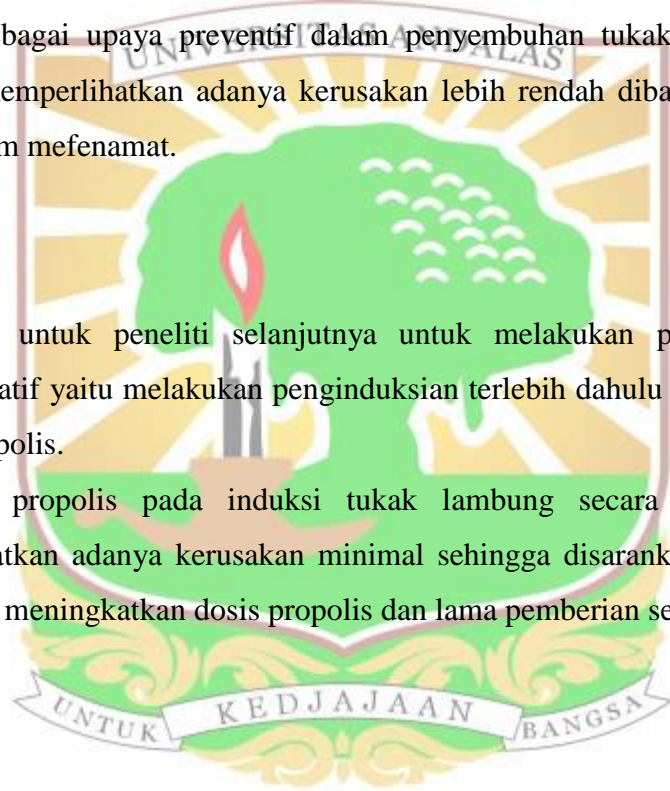 bagai upaya preventif dalam penyembuhan tukak
UNIVERSITAS ANDALAS
emperlihatkan adanya kerusakan lebih rendah diba
m mefenamat.
untuk peneliti selanjutnya untuk melakukan p
atif yaitu melakukan penginduksian terlebih dahulu
polis.
propolis pada induksi tukak lambung secara
atkan adanya kerusakan minimal sehingga disarank
meningkatkan dosis propolis dan lama pemberian se
UNTUK KEDJAJAAN BANGSA